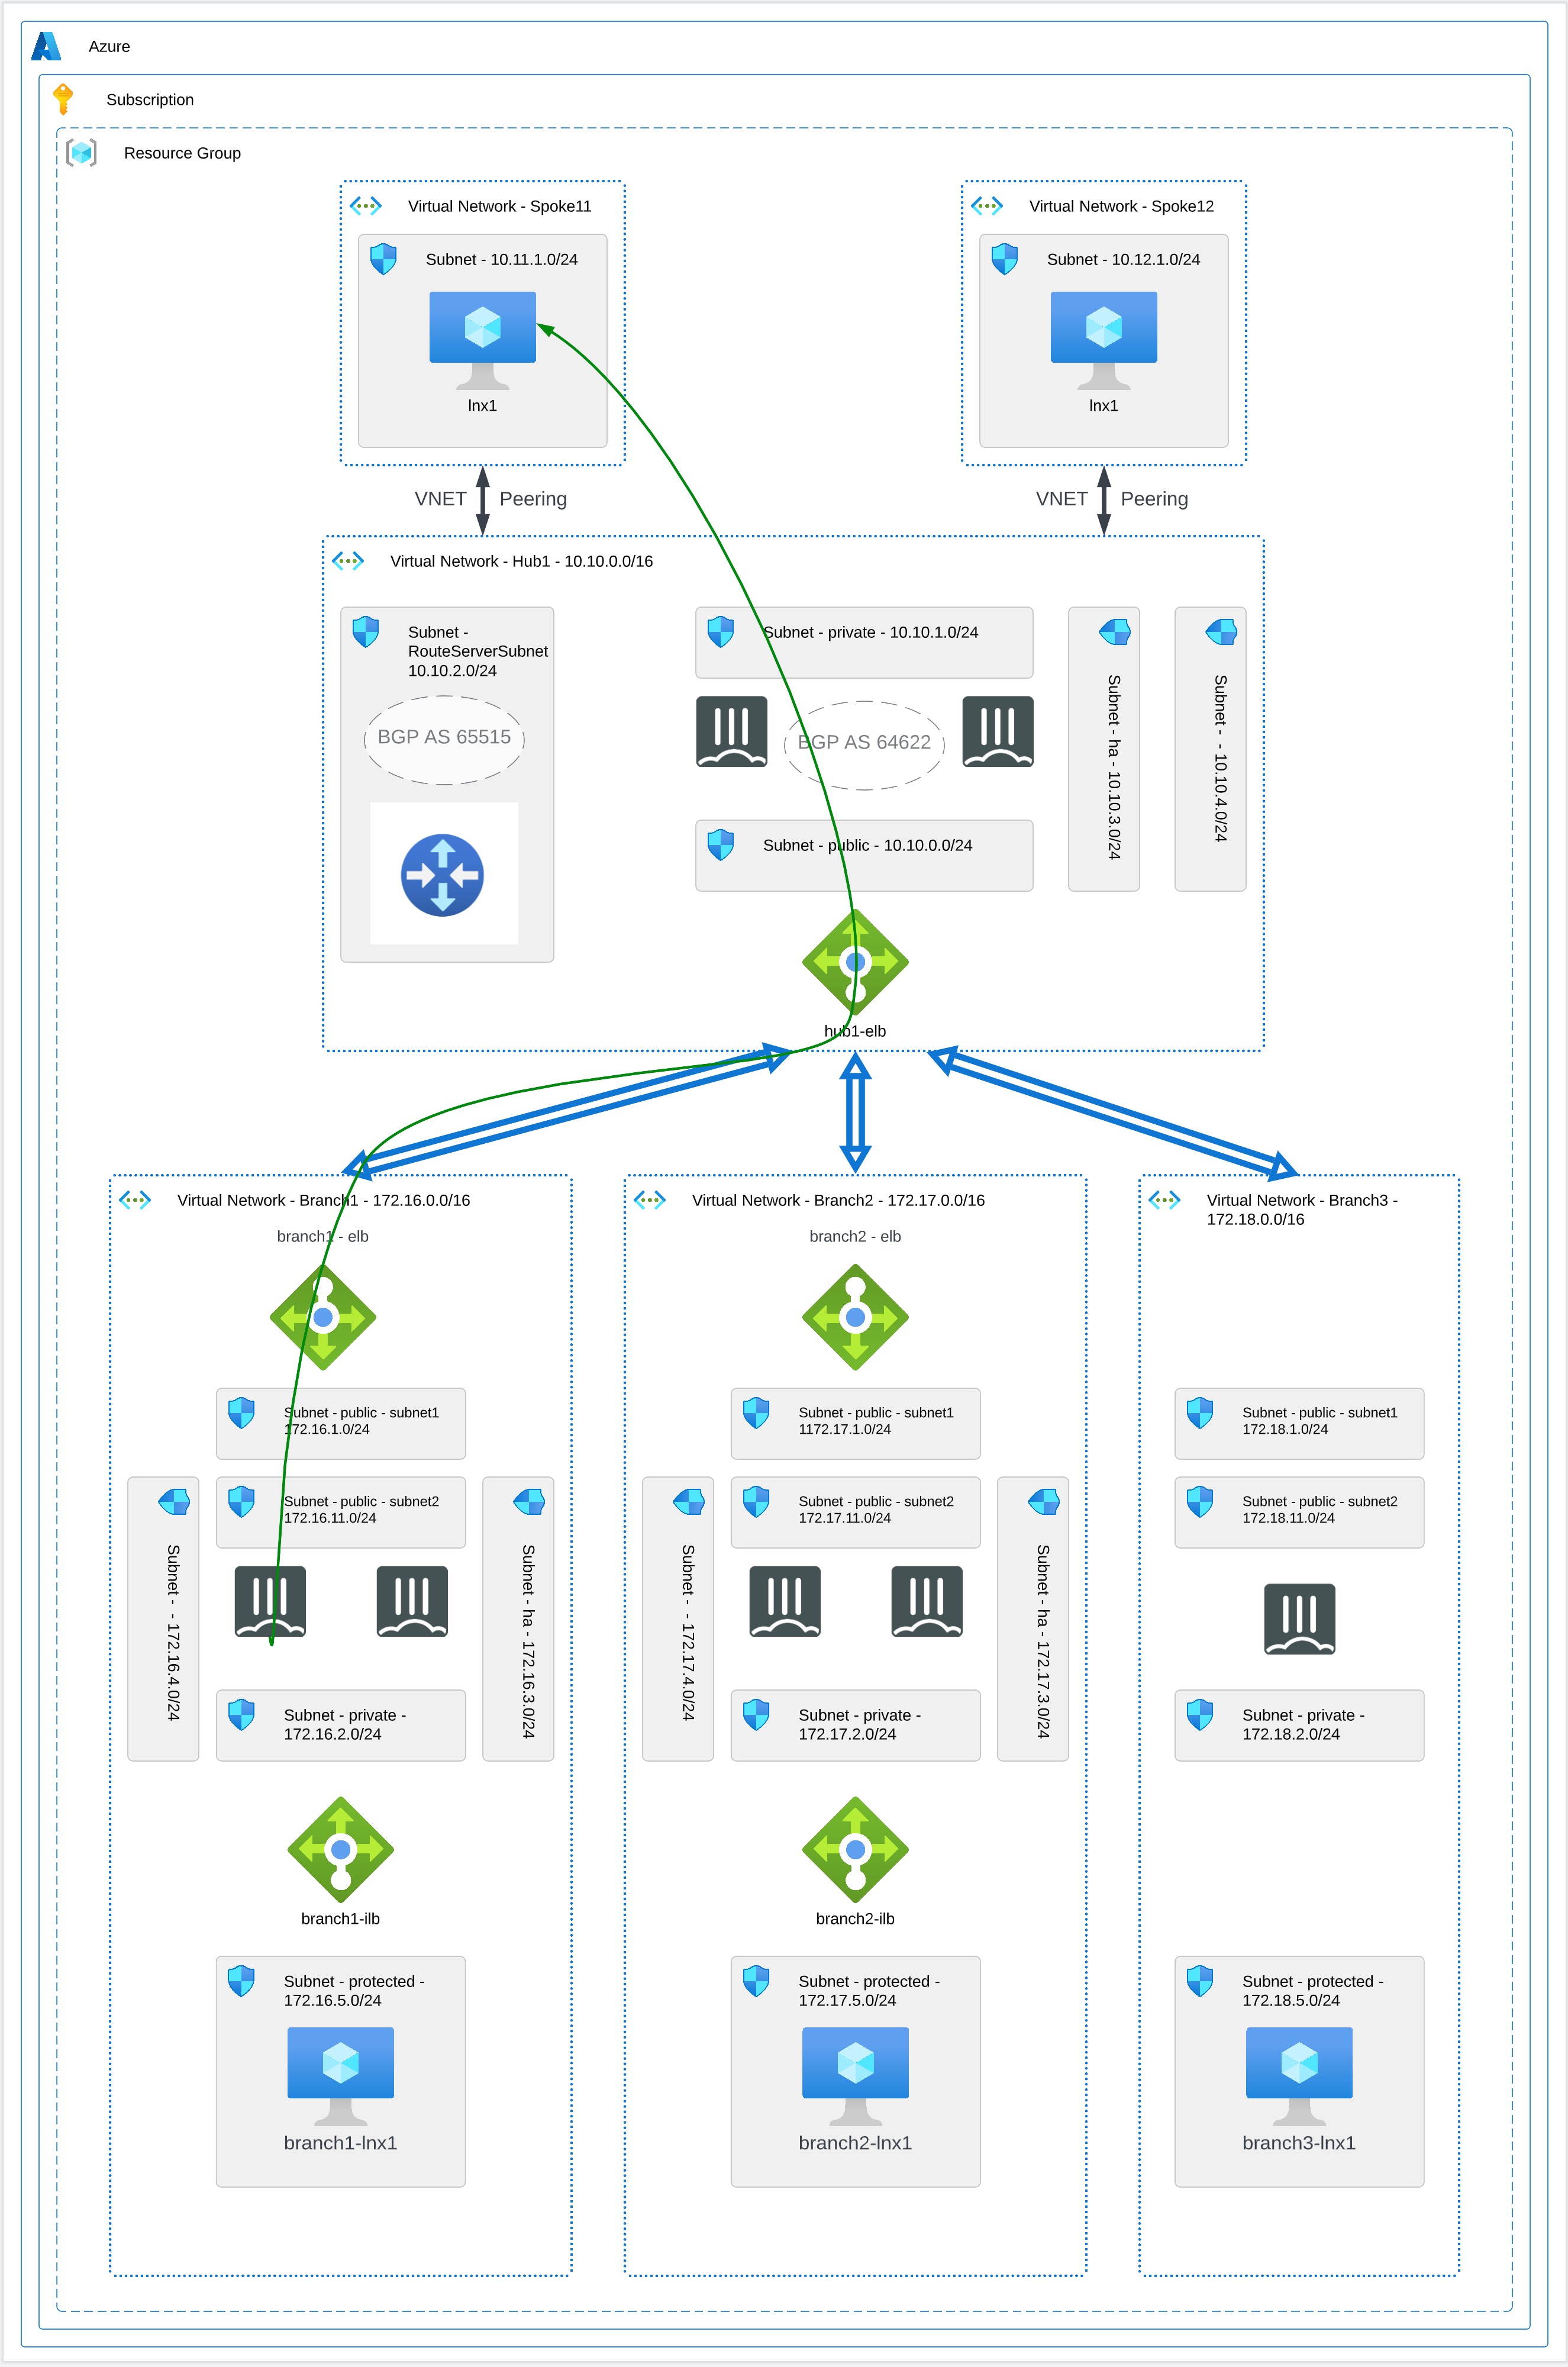 Azure
Subscription
Resource Group
Virtual Network - Spoke11
Subnet - 10.11.1.0/24
lnx1
Virtual Network - Spoke12
Subnet - 10.12.1.0/24
lnx1
VNET Peering
VNET Peering
Virtual Network - Hub1 - 10.10.0.0/16
Subnet -
RouteServerSubnet
10.10.2.0/24
BGP AS 65515
Subnet - private - 10.10.1.0/24
BGP AS 64622
Subnet - public - 10.10.0.0/24
Subnet - ha - 10.10.3.0/24
Subnet - - 10.10.4.0/24
hub1-elb
Virtual Network - Branch1 - 172.16.0.0/16
branch1 - elb
Subnet - public - subnet1
172.16.1.0/24
Subnet - public - subnet2
172.16.11.0/24
Subnet - - 172.16.4.0/24
Subnet - ha - 172.16.3.0/24
Subnet - private -
172.16.2.0/24
branch1-ilb
Subnet - protected -
172.16.5.0/24
branch1-lnx1
Virtual Network - Branch2 - 172.17.0.0/16
branch2 - elb
Subnet - public - subnet1
1172.17.1.0/24
Subnet - public - subnet2
172.17.11.0/24
Subnet - - 172.17.4.0/24
Subnet - ha - 172.17.3.0/24
Subnet - private -
172.17.2.0/24
branch2-ilb
Subnet - protected -
172.17.5.0/24
branch2-lnx1
Virtual Network - Branch3 -
172.18.0.0/16
Subnet - public - subnet1
172.18.1.0/24
Subnet - public - subnet2
172.18.11.0/24
Subnet - private -
172.18.2.0/24
Subnet - protected -
172.18.5.0/24
branch3-lnx1